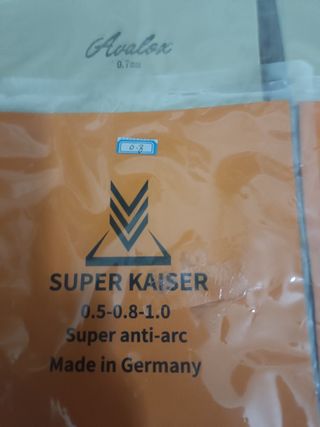 Avalox
0.7mm
0.8
SUPER KAISER
0.5-0.8-1.0
Super anti-arc
Made in Germany